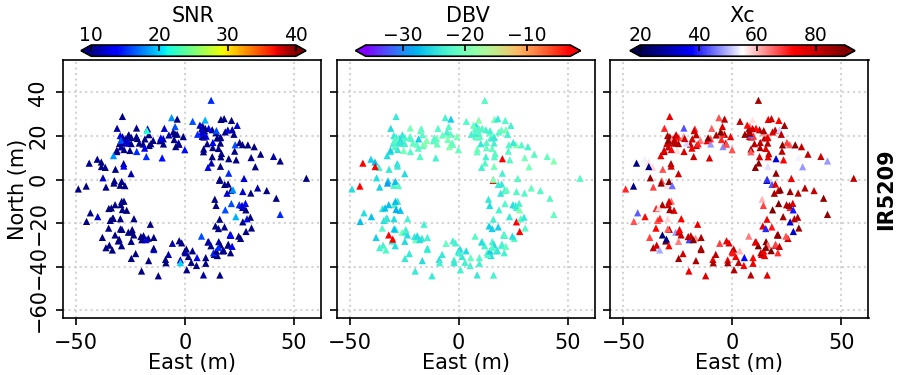 SNR DBV Xc
10 20 30 40 −30 −20 −10 20 40 60 80
40
20
0
−20
−40
−60
North (m)
IR5209
−50 0 50 −50 0 50 −50 0 50
East (m) East (m) East (m)